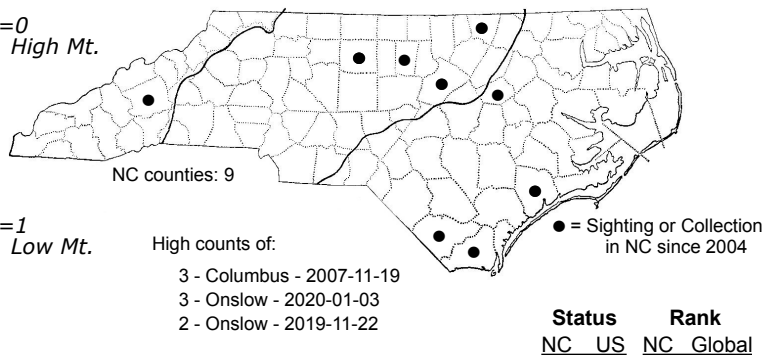 =0
High Mt.
NC counties: 9
=1
Low Mt.
High counts of:
3 - Columbus - 2007-11-19
3 - Onslow - 2020-01-03
2 - Onslow - 2019-11-22
● = Sighting or Collection
in NC since 2004
Status Rank
NC US NC Global